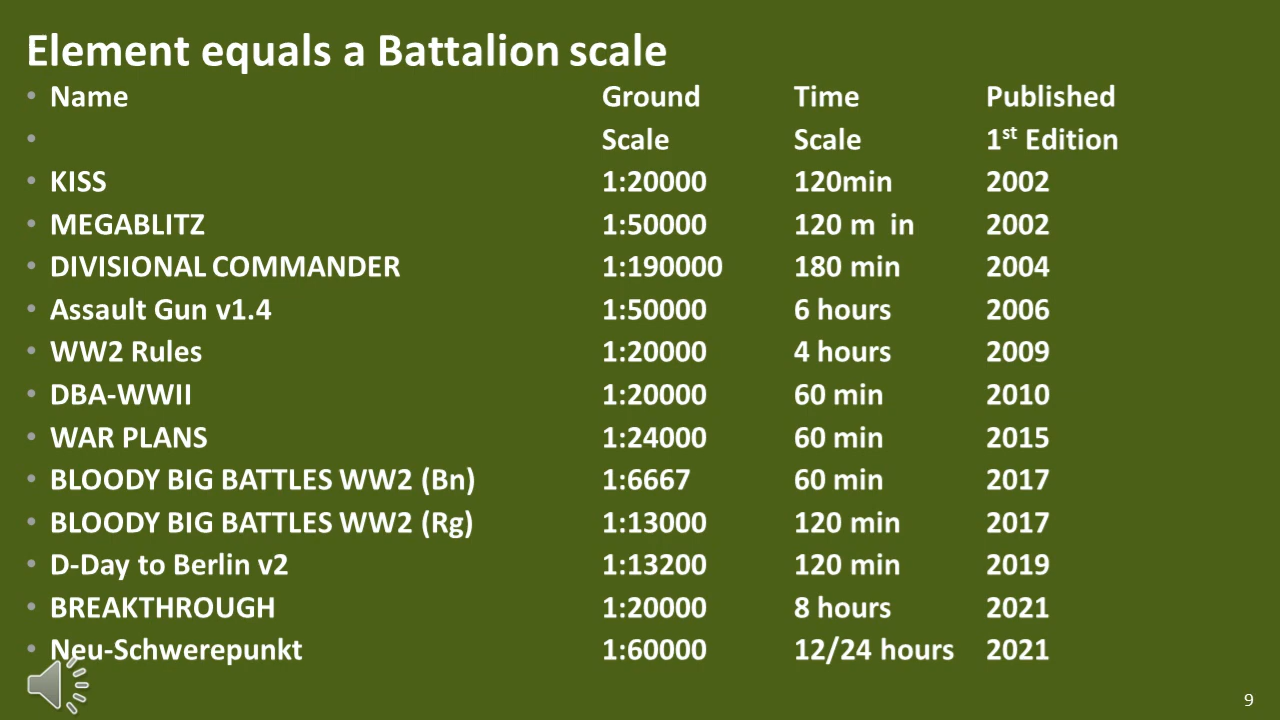 Element equals a Battalion scale
• Name Ground Time Published
• Scale Scale 1st Edition
• KISS 1:20000 120min 2002
• MEGABLITZ 1:50000 120 m in 2002
• DIVISIONAL COMMANDER 1:190000 180 min 2004
• Assault Gun v1.4 1:50000 6 hours 2006
• WW2 Rules 1:20000 4 hours 2009
• DBA-WWII 1:20000 60 min 2010
• WAR PLANS 1:24000 60 min 2015
• BLOODY BIG BATTLES WW2 (Bn) 1:6667 60 min 2017
• BLOODY BIG BATTLES WW2 (Rg) 1:13000 120 min 2017
• D-Day to Berlin v2 1:13200 120 min 2019
• BREAKTHROUGH 1:20000 8 hours 2021
• Neu-Schwerepunkt 1:60000 12/24 hours 2021
9